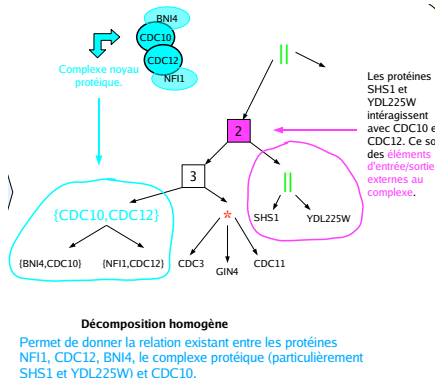 BNI4
CDC10
CDC12
NFI1
Complexe noyau
protéique.
||
Les protéines
SHS1 et
YDL225W
intéragissent
avec CDC10 e
CDC12. Ce so
des éléments
d'entrée/sortie
externes au
complexe.
2
3
||
{CDC10,CDC12}
*
SHS1
YDL225W
{BNI4,CDC10}
{NFI1,CDC12}
CDC3
GIN4
CDC11
Décomposition homogène
Permet de donner la relation existant entre les protéines
NFI1, CDC12, BNI4, le complexe protéique (particulièrement
SHS1 et YDL225W) et CDC10.